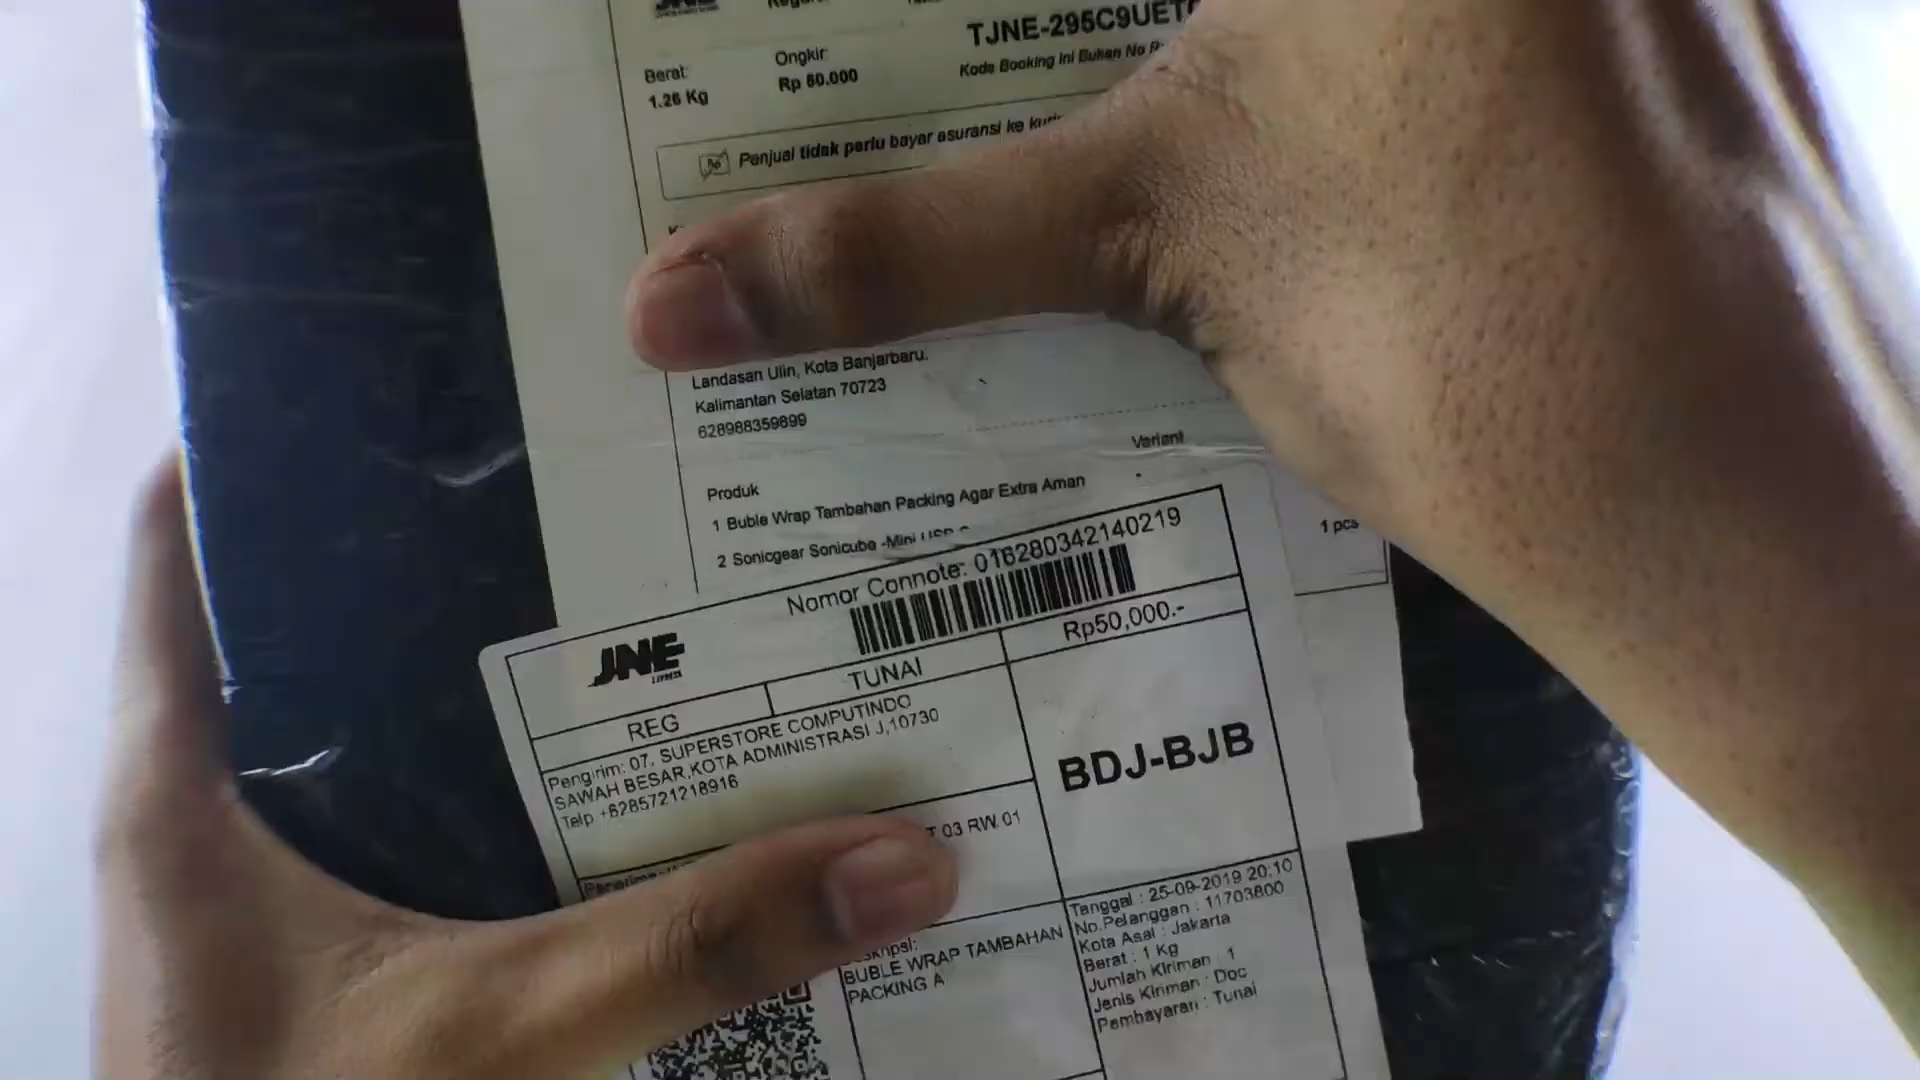 JNE
TJNE-295C9UET
Berat:
1.26 Kg
Ongkir:
Rp 60.000
Kode Booking Ini Bukan No
Penjual tidak perlu bayar asuransi ke
Landasan Ulin, Kota Banjarbaru.
Kalimantan Selatan 70723
628988359899
Produk
Variant
1 Buble Wrap Tambahan Packing Agar Extra Aman
2 Sonicgear Sonicube -Mini
1 pcs
Nomor Connote: 016280342140219
JNE
EXPRESS
REG
TUNAI
Rp50,000.-
Pengirim: 07. SUPERSTORE COMPUTINDO
SAWAH BESAR,KOTA ADMINISTRASI J,10730
Telp +6285721218916
BDJ-BJB
03 RW. 01
BUBLE WRAP TAMBAHAN
PACKING A
Tanggal : 25-09-2019 20:10
No.Pelanggan : 11703800
Kota Asal : Jakarta
Berat : 1 Kg
Jumlah Kiriman : 1
Jenis Kiriman : Doc
Pembayaran : Tunai